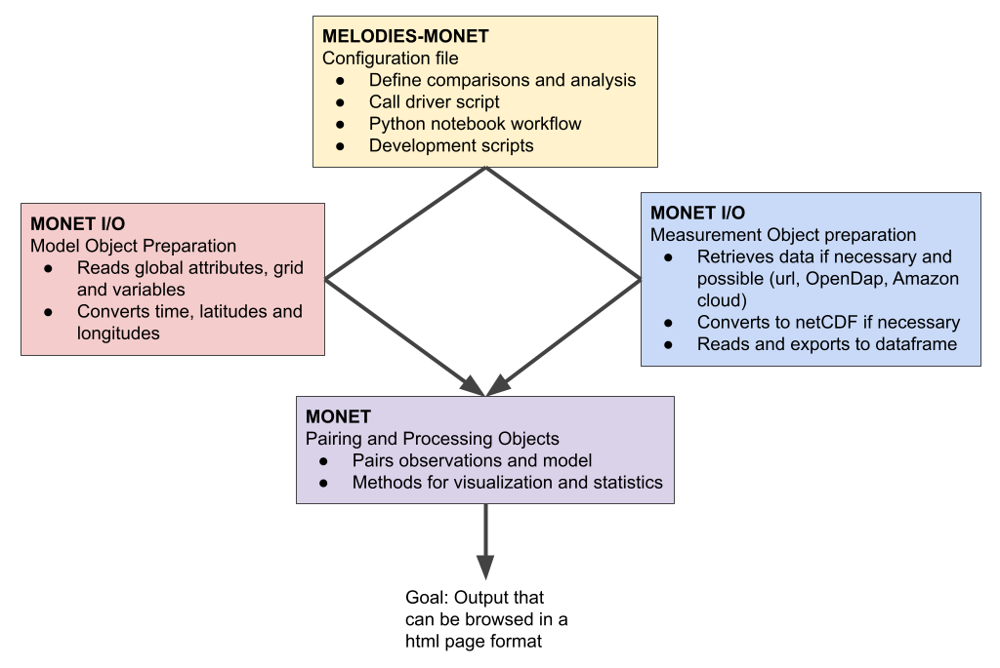 MELODIES-MONET
Configuration file
● Define comparisons and analysis
● Call driver script
● Python notebook workflow
● Development scripts
MONET I/O
Model Object Preparation
● Reads global attributes, grid
and variables
● Converts time, latitudes and
longitudes
MONET I/O
Measurement Object preparation
● Retrieves data if necessary and
possible (url, OpenDap, Amazon
cloud)
● Converts to netCDF if necessary
● Reads and exports to dataframe
MONET
Pairing and Processing Objects
● Pairs observations and model
● Methods for visualization and statistics
Goal: Output that
can be browsed in a
html page format